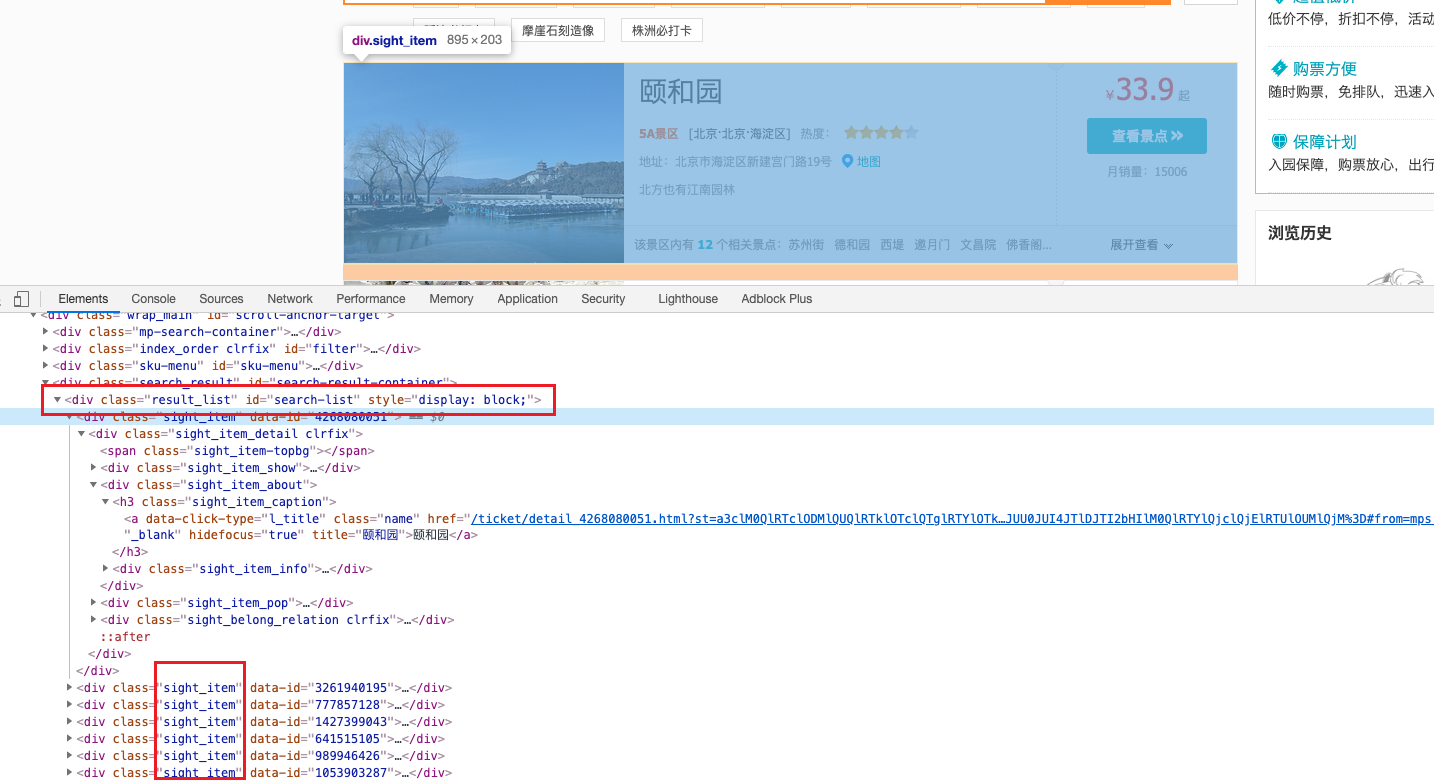 低价不停，折扣不停，活动
摩崖石刻造像
株洲必打卡
div.sight_item 895×203
颐和园
¥33.9 起
5A景区 [北京·北京·海淀区] 热度：
查看景点
地址：北京市海淀区新建宫门路19号 地图
月销量：15006
北方也有江南园林
该景区内有 12 个相关景点：苏州街 德和园 西堤 邀月门 文昌院 佛香阁...
展开查看
购票方便
随时购票，免排队，迅速入
保障计划
入园保障，购票放心，出行
浏览历史
Elements Console Sources Network Performance Memory Application Security Lighthouse Adblock Plus
<div class="wrap_main" id="scroll-anchor-target">
<div class="mp-search-container">…</div>
<div class="index_order clrfix" id="filter">…</div>
<div class="sku-menu" id="sku-menu">…</div>
<div class="search_result" id="search-result-container">
<div class="result_list" id="search-list" style="display: block;">
<div class="sight_item" data-id="4268080051"> == $0
<div class="sight_item_detail clrfix">
<span class="sight_item-topbg"></span>
<div class="sight_item_show">…</div>
<div class="sight_item_about">
<h3 class="sight_item_caption">
<a data-click-type="l_title" class="name" href="/ticket/detail_4268080051.html?st=a3clM0QlRTclODMlQUQlRTklOTclQTglRTYlOTk…JUU0JUI4JTlDJTI2bHIlM0QlRTYlQjclQjElRTUlOUMlQjM%3D#from=mps
"_blank" hidefocus="true" title="颐和园">颐和园</a>
</h3>
<div class="sight_item_info">…</div>
</div>
<div class="sight_item_pop">…</div>
<div class="sight_belong_relation clrfix">…</div>
::after
</div>
</div>
<div class="sight_item" data-id="3261940195">…</div>
<div class="sight_item" data-id="777857128">…</div>
<div class="sight_item" data-id="1427399043">…</div>
<div class="sight_item" data-id="641515105">…</div>
<div class="sight_item" data-id="989946426">…</div>
<div class="sight_item" data-id="1053903287">…</div>